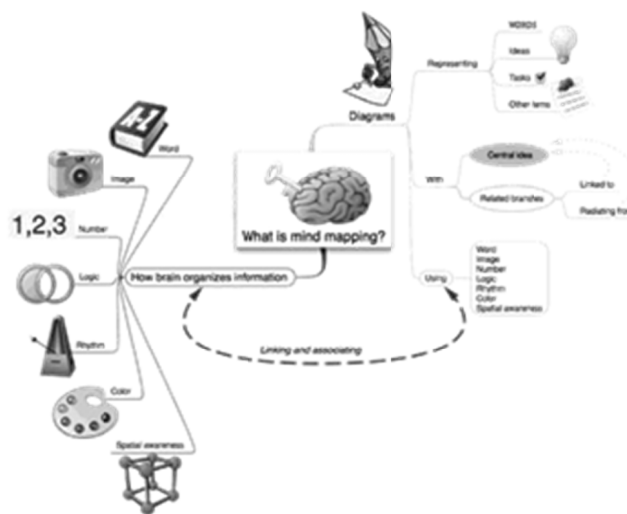 A-Z
Word
Image
1,2,3
Number
Logic
Rhythm
Color
Spatial awareness
How brain organizes information
What is mind mapping?
Linking and associating
Diagrams
Representing
WORDS
Ideas
Tasks
Other items
With
Central idea
Related branches
Linked to
Radiating fro
Using
Word
Image
Number
Logic
Rhythm
Color
Spatial awareness